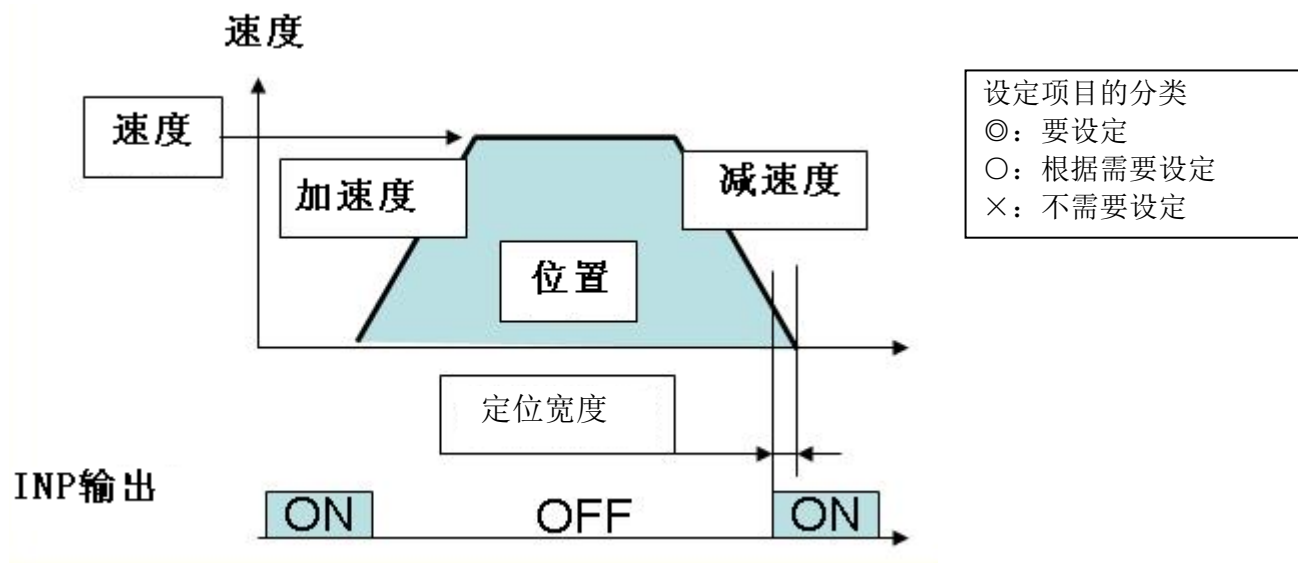 速度
速度
加速度
减速度
位置
定位宽度
INP输出
ON
OFF
ON
设定项目的分类
◎：要设定
○：根据需要设定
×：不需要设定